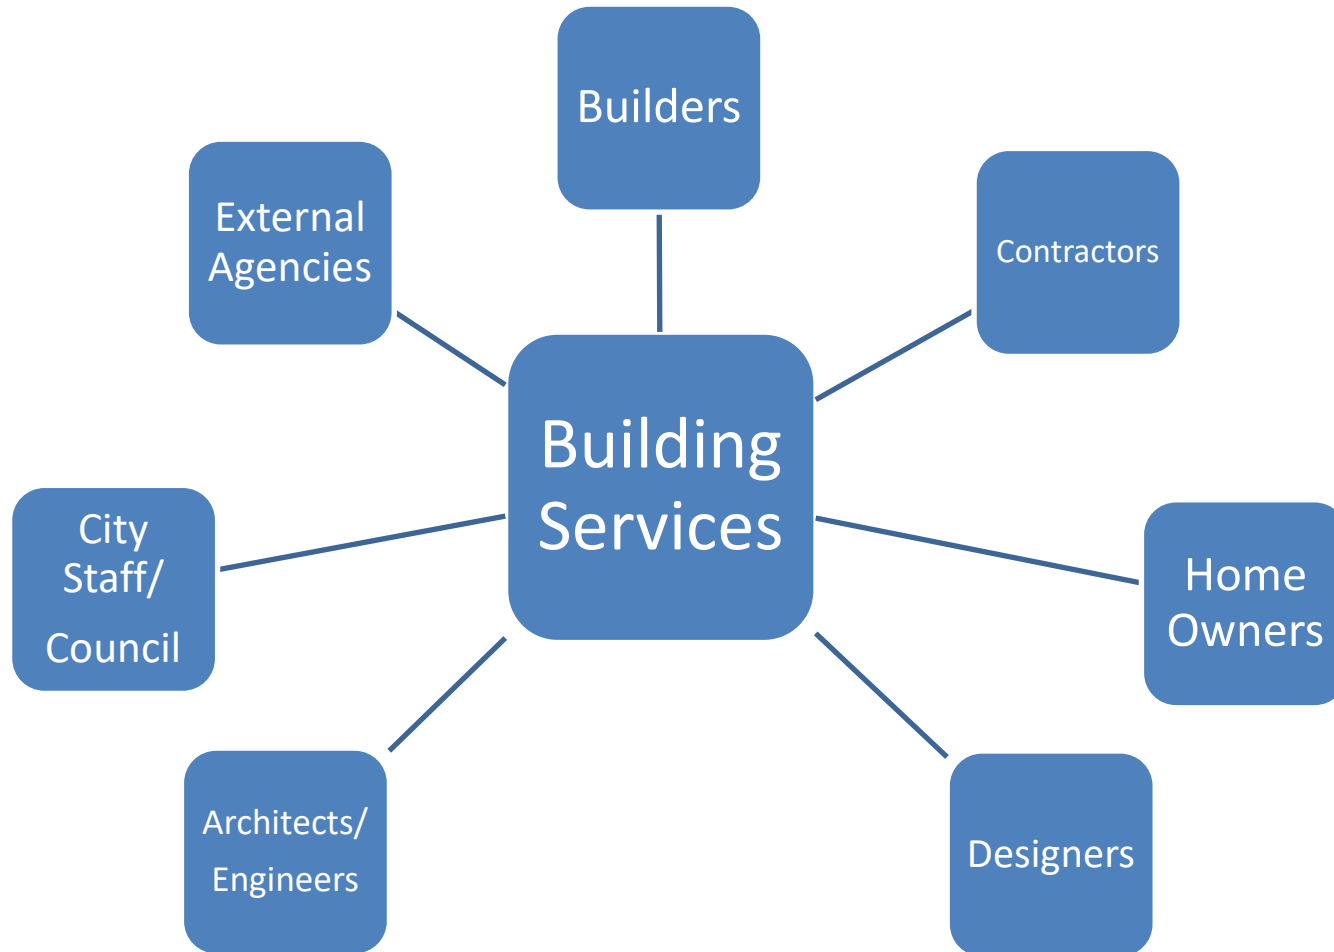 Builders
External
Agencies
Contractors
Building
Services
City
Staff/
Council
Home
Owners
Architects/
Engineers
Designers